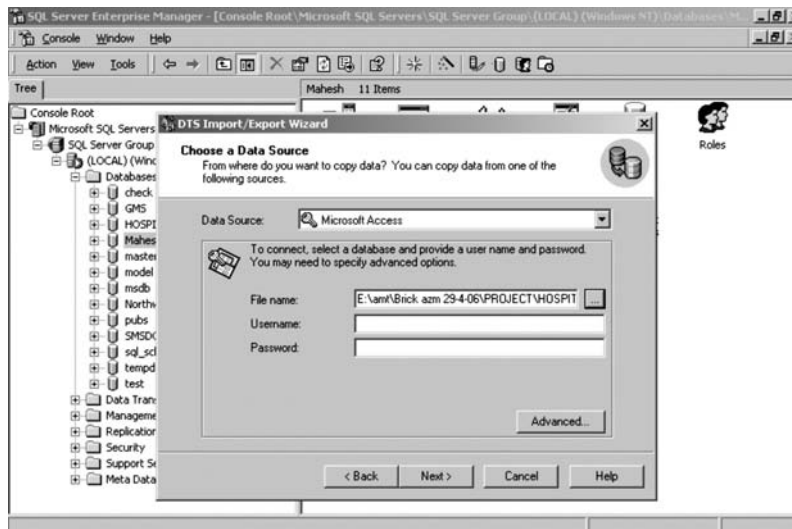 SQL Server Enterprise Manager - [Console Root\Microsoft SQL Servers\SQL Server Group\(LOCAL) (Windows NT)\Databases\M...
Console Window Help
Action View Tools
Tree
Mahesh 11 Items
Console Root
Microsoft SQL Servers
SQL Server Group
(LOCAL) (Wind
Databases
check
GMS
HOSPI
Mahes
master
model
msdb
Northw
pubs
SMSDC
sql_scl
tempd
test
Data Trans
Manageme
Replication
Security
Support Se
Meta Data
Roles
DTS Import/Export Wizard
Choose a Data Source
From where do you want to copy data? You can copy data from one of the
following sources.
Data Source: Microsoft Access
To connect, select a database and provide a user name and password.
You may need to specify advanced options.
File name: E:\amt\Brick azm 29-4-06\PROJECT\HOSPIT ...
Username:
Password:
Advanced...
< Back Next > Cancel Help